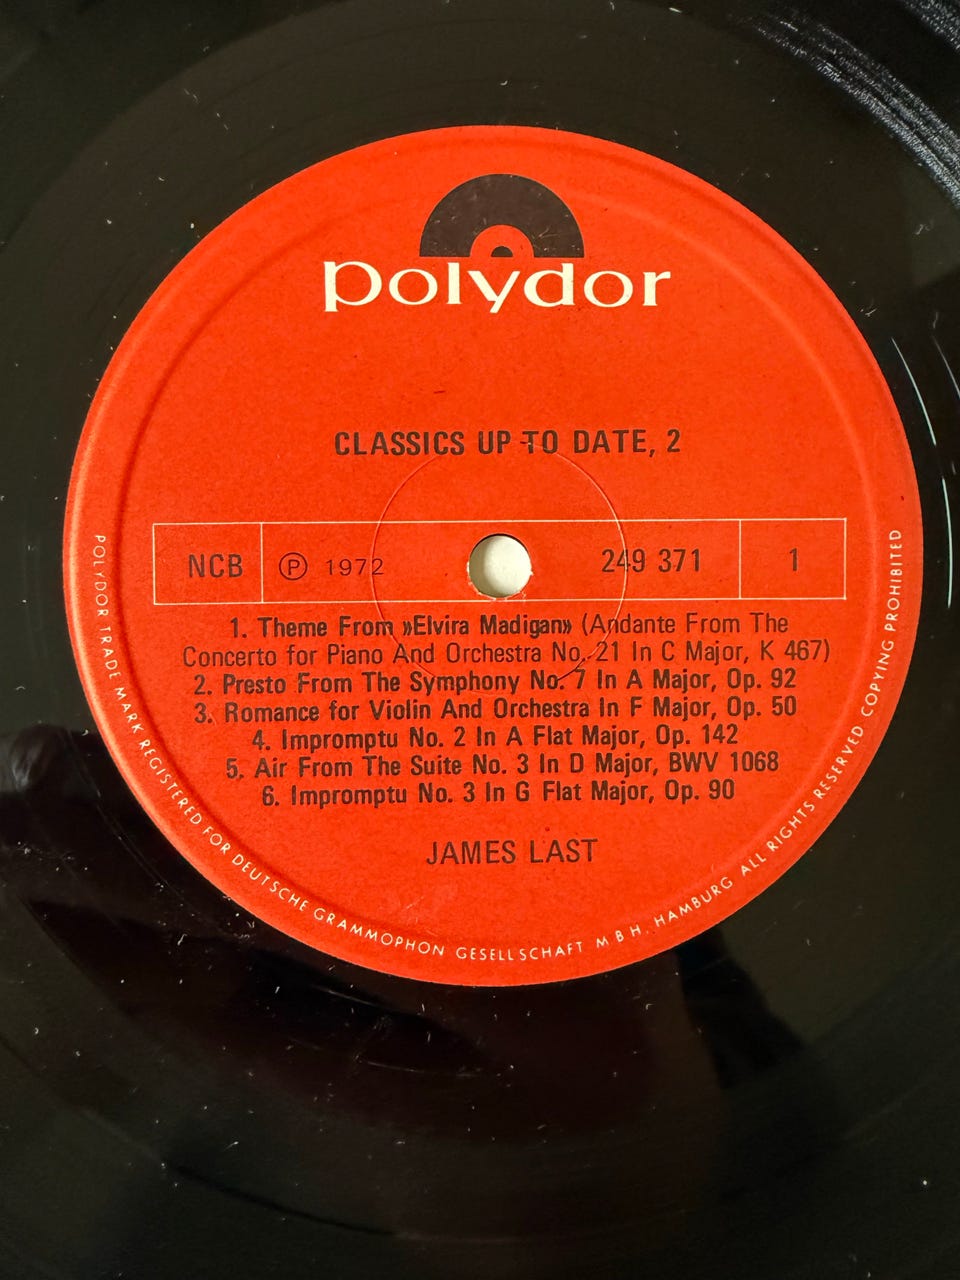 polydor
CLASSICS UP TO DATE, 2
NCB
Ⓟ 1972
249 371
1
1. Theme From »Elvira Madigan» (Andante From The
Concerto for Piano And Orchestra No. 21 In C Major, K 467)
2. Presto From The Symphony No. 7 In A Major, Op. 92
3. Romance for Violin And Orchestra In F Major, Op. 50
4. Impromptu No. 2 In A Flat Major, Op. 142
5. Air From The Suite No. 3 In D Major, BWV 1068
6. Impromptu No. 3 In G Flat Major, Op. 90
JAMES LAST
POLYDOR TRADE MARK REGISTERED FOR DEUTSCHE GRAMMOPHON GESELLSCHAFT M B H. HAMBURG ALL RIGHTS RESERVED COPYING PROHIBITED